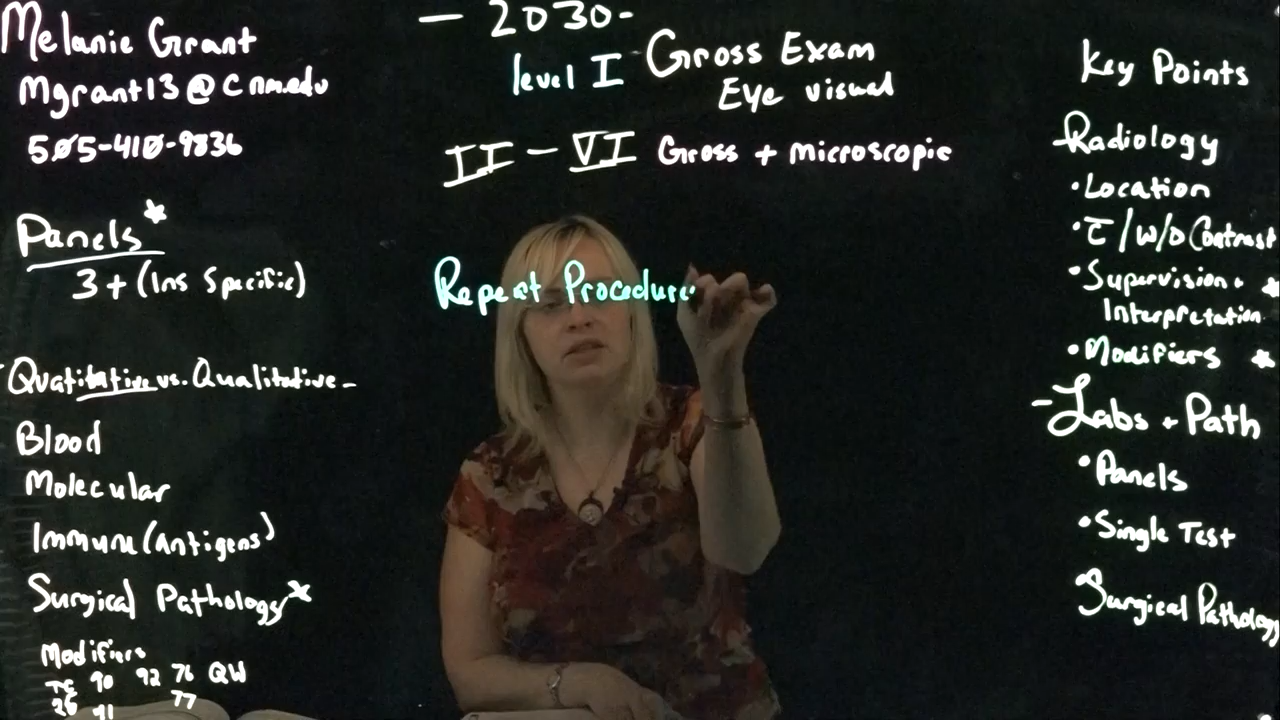 Melanie Grant
Mgrant13@cnm.edu
505-410-9836
Panels*
3+ (Ins Specific)
Quatitative vs. Qualitative-
Blood
Molecular
Immune (antigens)
Surgical Pathology*
Modifiers
TC 90 92 76 QW
26 91 77
- 2030-
level I Gross Exam
Eye visual
II - VI Gross + microscopic
Repeat Procedure
Key Points
-Radiology
•Location
•c̄/w/o Contrast
•Supervision + *
Interpretation
•Modifiers *
-Labs + Path
•Panels
•Single Test
•Surgical Pathology